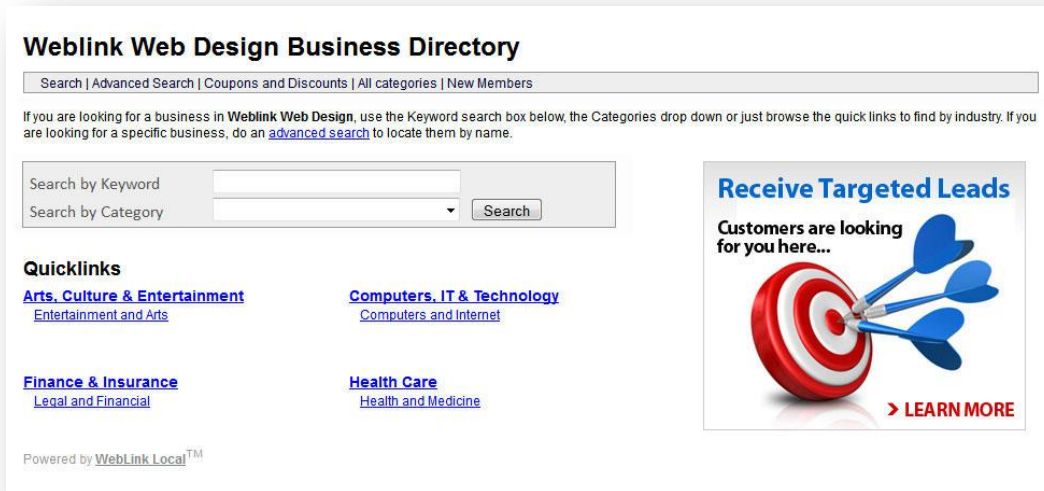 Weblink Web Design Business Directory
Search | Advanced Search | Coupons and Discounts | All categories | New Members
If you are looking for a business in Weblink Web Design, use the Keyword search box below, the Categories drop down or just browse the quick links to find by industry. If you
are looking for a specific business, do an advanced search to locate them by name.
Search by Keyword
Search by Category
Search
Receive Targeted Leads
Customers are looking
for you here...
> LEARN MORE
Quicklinks
Arts, Culture & Entertainment
Entertainment and Arts
Computers, IT & Technology
Computers and Internet
Finance & Insurance
Legal and Financial
Health Care
Health and Medicine
Powered by WebLink Local™